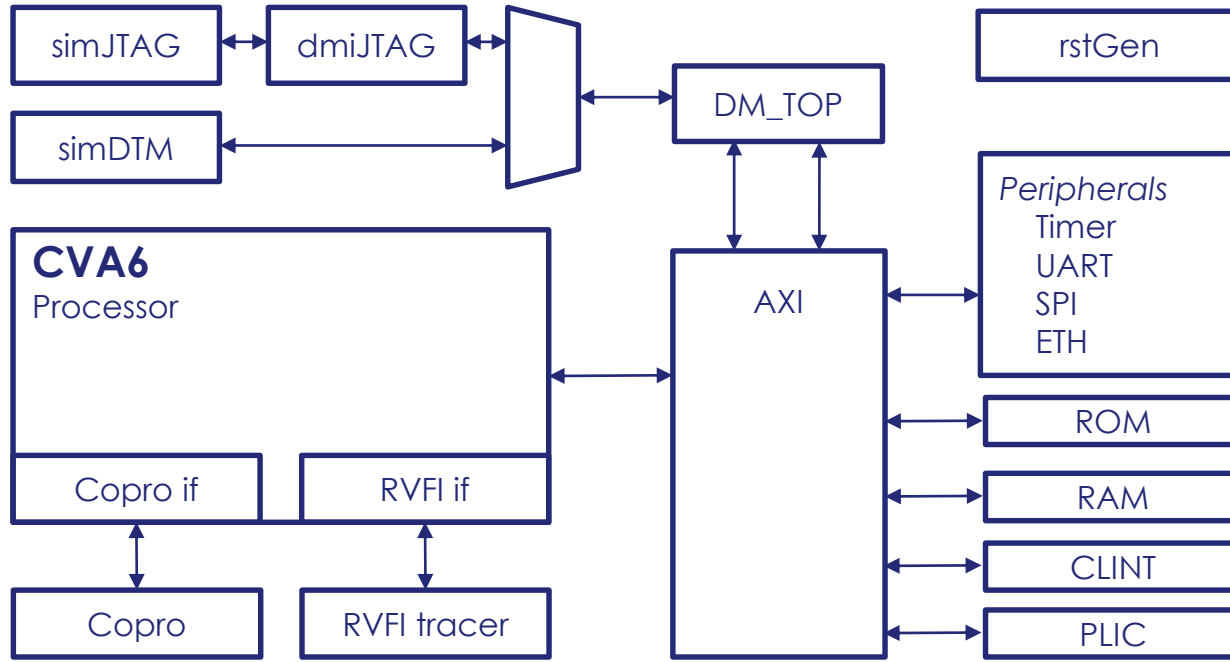 simJTAG
dmiJTAG
rstGen
DM_TOP
simDTM
Peripherals
Timer
UART
SPI
ETH
CVA6
Processor
AXI
ROM
Copro if
RVFI if
RAM
CLINT
Copro
RVFI tracer
PLIC